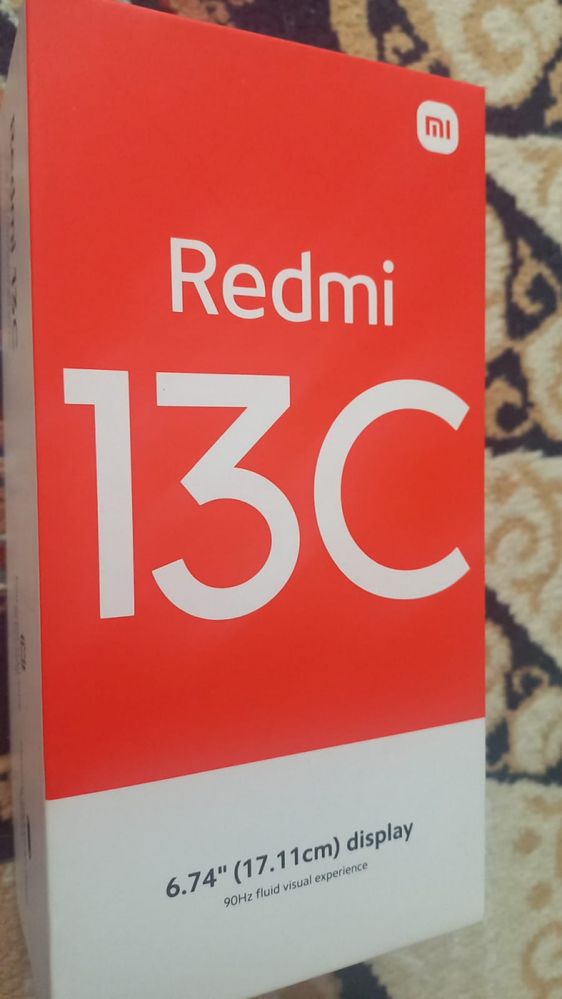 mi
Redmi
13C
6.74" (17.11cm) display
90Hz fluid visual experience